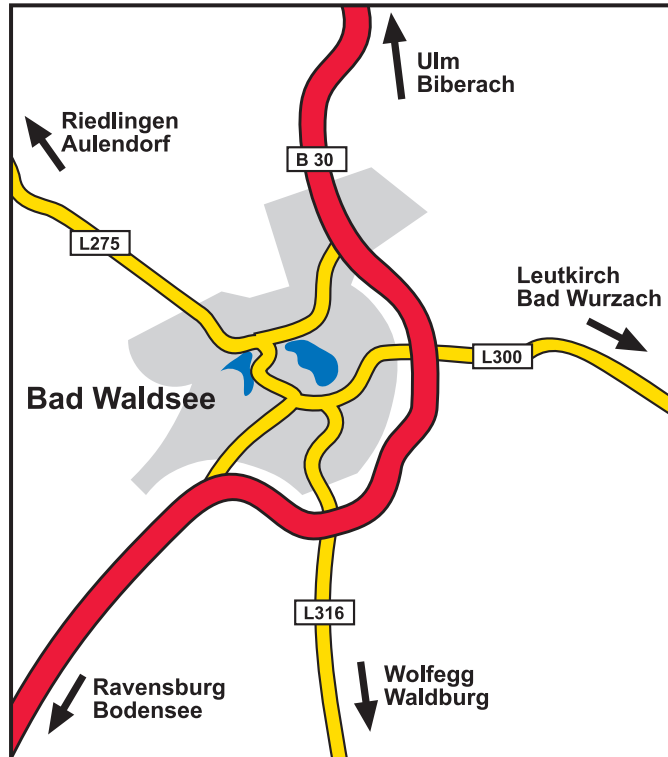 Ulm
Biberach
Riedlingen
Aulendorf
B 30
L275
Leutkirch
Bad Wurzach
L300
Bad Waldsee
L316
Wolfegg
Waldburg
Ravensburg
Bodensee